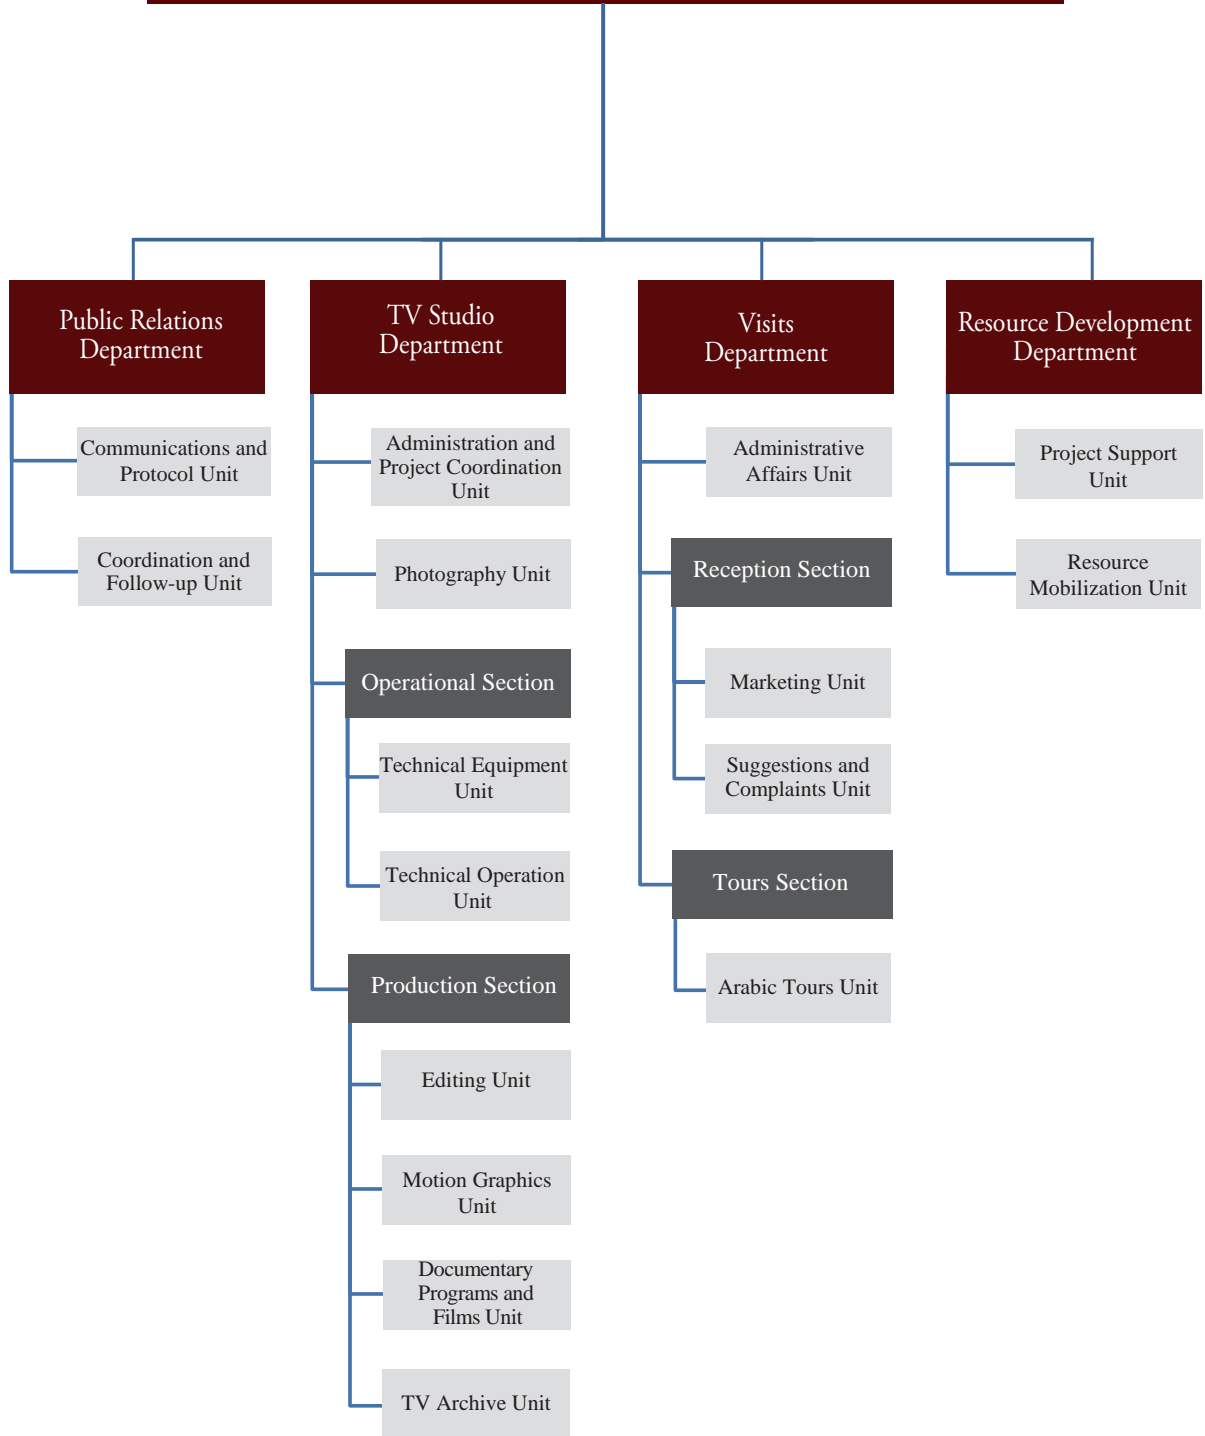 Public Relations
Department
Communications and
Protocol Unit
Coordination and
Follow-up Unit
TV Studio
Department
Administration and
Project Coordination
Unit
Photography Unit
Operational Section
Technical Equipment
Unit
Technical Operation
Unit
Production Section
Editing Unit
Motion Graphics
Unit
Documentary
Programs and
Films Unit
TV Archive Unit
Visits
Department
Administrative
Affairs Unit
Reception Section
Marketing Unit
Suggestions and
Complaints Unit
Tours Section
Arabic Tours Unit
Resource Development
Department
Project Support
Unit
Resource
Mobilization Unit